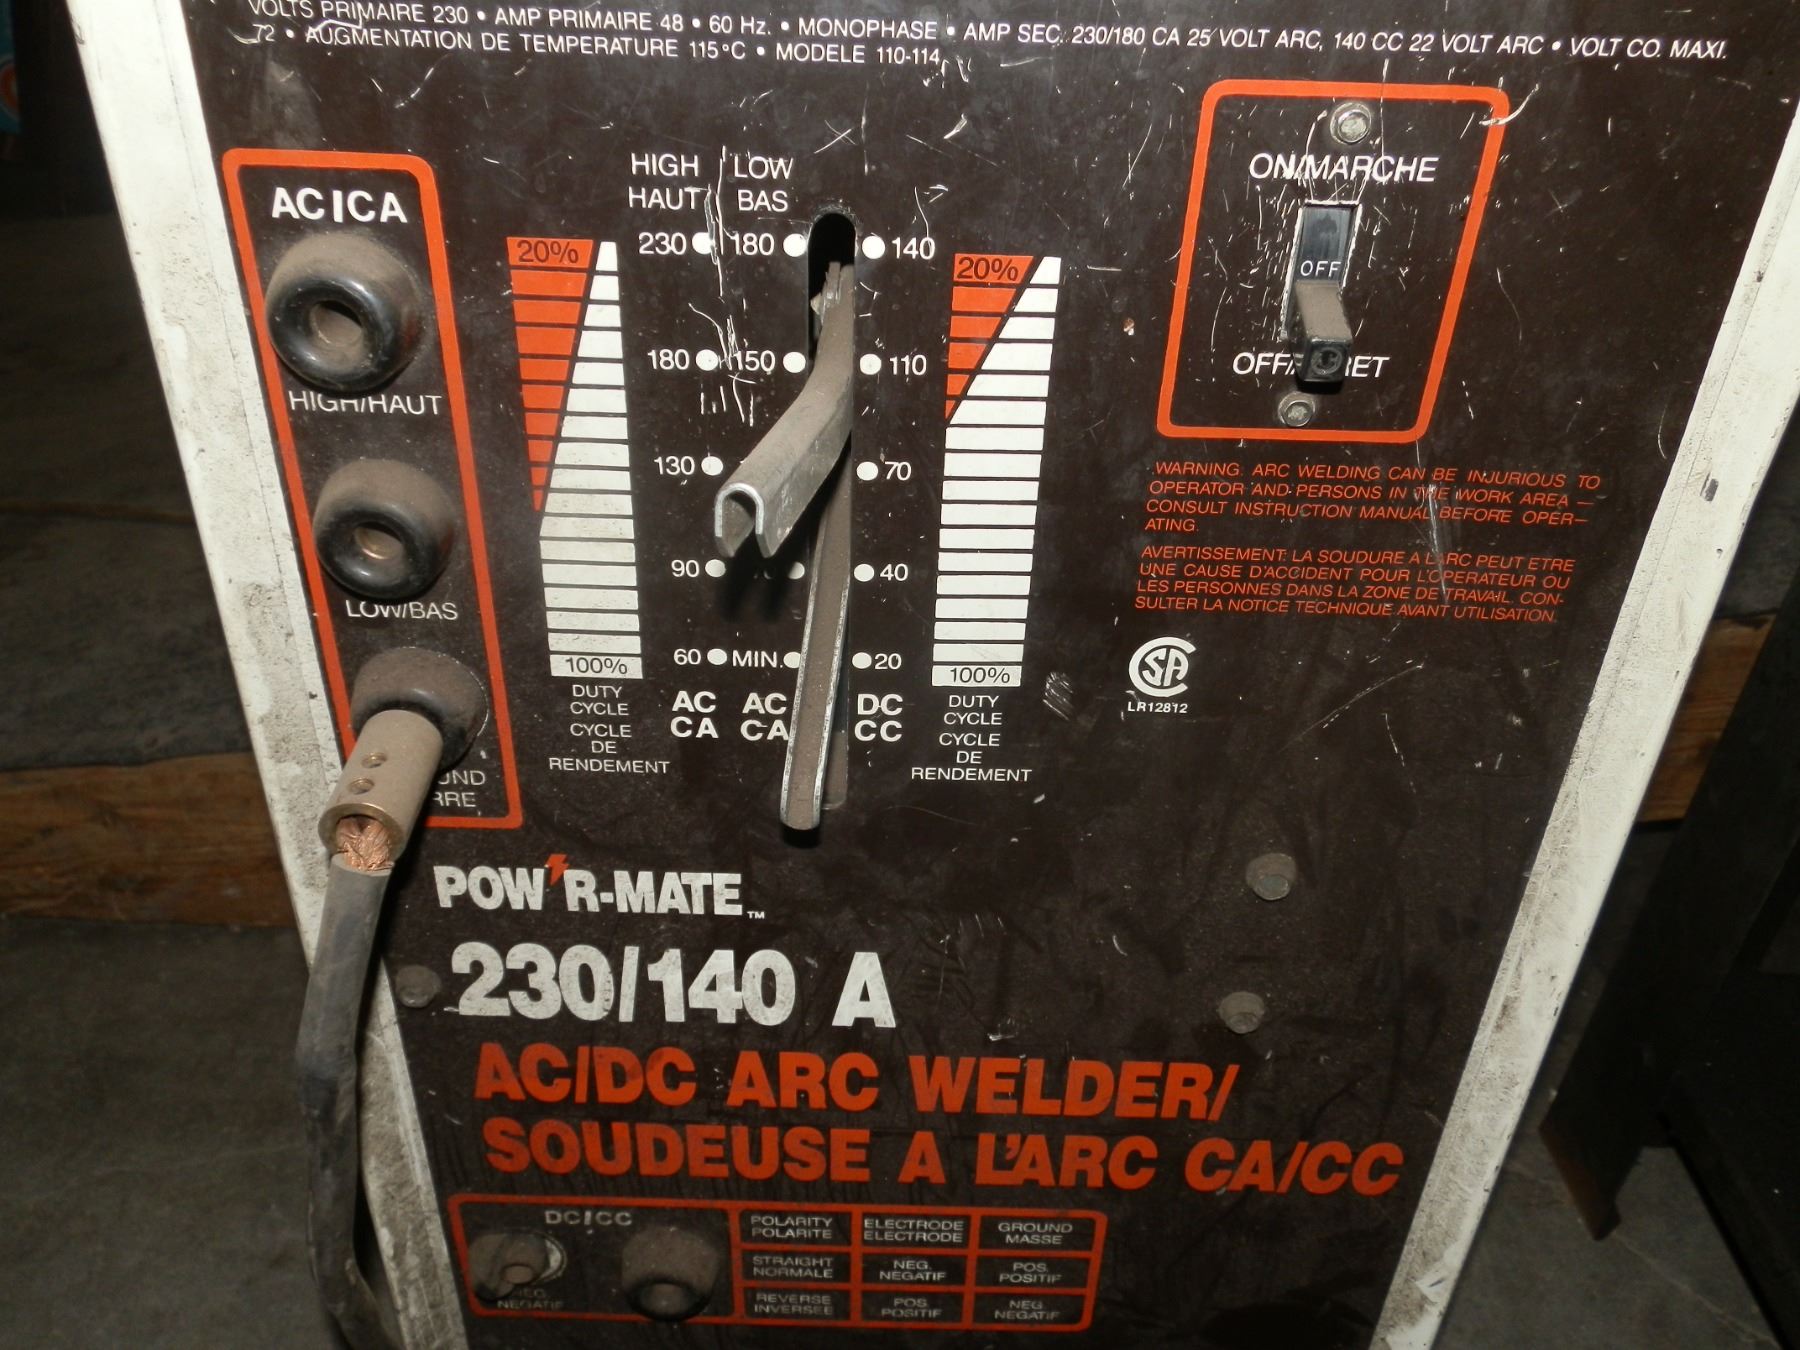 VOLTS PRIMAIRE 230 • AMP PRIMAIRE 48 • 60 Hz. • MONOPHASE • AMP SEC. 230/180 CA 25 VOLT ARC, 140 CC 22 VOLT ARC • VOLT CO. MAXI.
72 • AUGMENTATION DE TEMPERATURE 115°C • MODELE 110-114
AC|CA
HIGH/HAUT
LOW/BAS
HIGH LOW
HAUT BAS
20%
230 180 140
20%
180 150 110
130 70
90 40
60 MIN. 20
100%
100%
AC AC DC
CA CA CC
DUTY
CYCLE
CYCLE
DE
RENDEMENT
DUTY
CYCLE
CYCLE
DE
RENDEMENT
ON/MARCHE
OFF
WARNING: ARC WELDING CAN BE INJURIOUS TO
OPERATOR AND PERSONS IN THE WORK AREA —
CONSULT INSTRUCTION MANUAL BEFORE OPER-
ATING.
AVERTISSEMENT: LA SOUDURE A L'ARC PEUT ETRE
UNE CAUSE D'ACCIDENT POUR L'OPERATEUR OU
LES PERSONNES DANS LA ZONE DE TRAVAIL. CON-
SULTER LA NOTICE TECHNIQUE AVANT UTILISATION.
CSA
LR12812
POW'R-MATE™
230/140 A
AC/DC ARC WELDER/
SOUDEUSE A L'ARC CA/CC
DC|CC
NEG
NEGATIF
POLARITY ELECTRODE GROUND
POLARITE ELECTRODE MASSE
STRAIGHT NEG. POS.
NORMALE NEGATIF POSITIF
REVERSE POS. NEG.
INVERSEE POSITIF NEGATIF